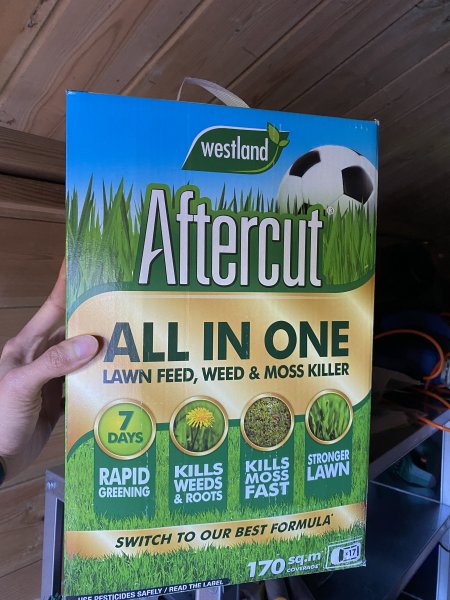 westland
Aftercut®
ALL IN ONE
LAWN FEED, WEED & MOSS KILLER
7
DAYS
RAPID
GREENING
KILLS
WEEDS
& ROOTS
KILLS
MOSS
FAST
STRONGER
LAWN
SWITCH TO OUR BEST FORMULA*
170 sq.m
COVERAGE*
USE PESTICIDES SAFELY / READ THE LABEL